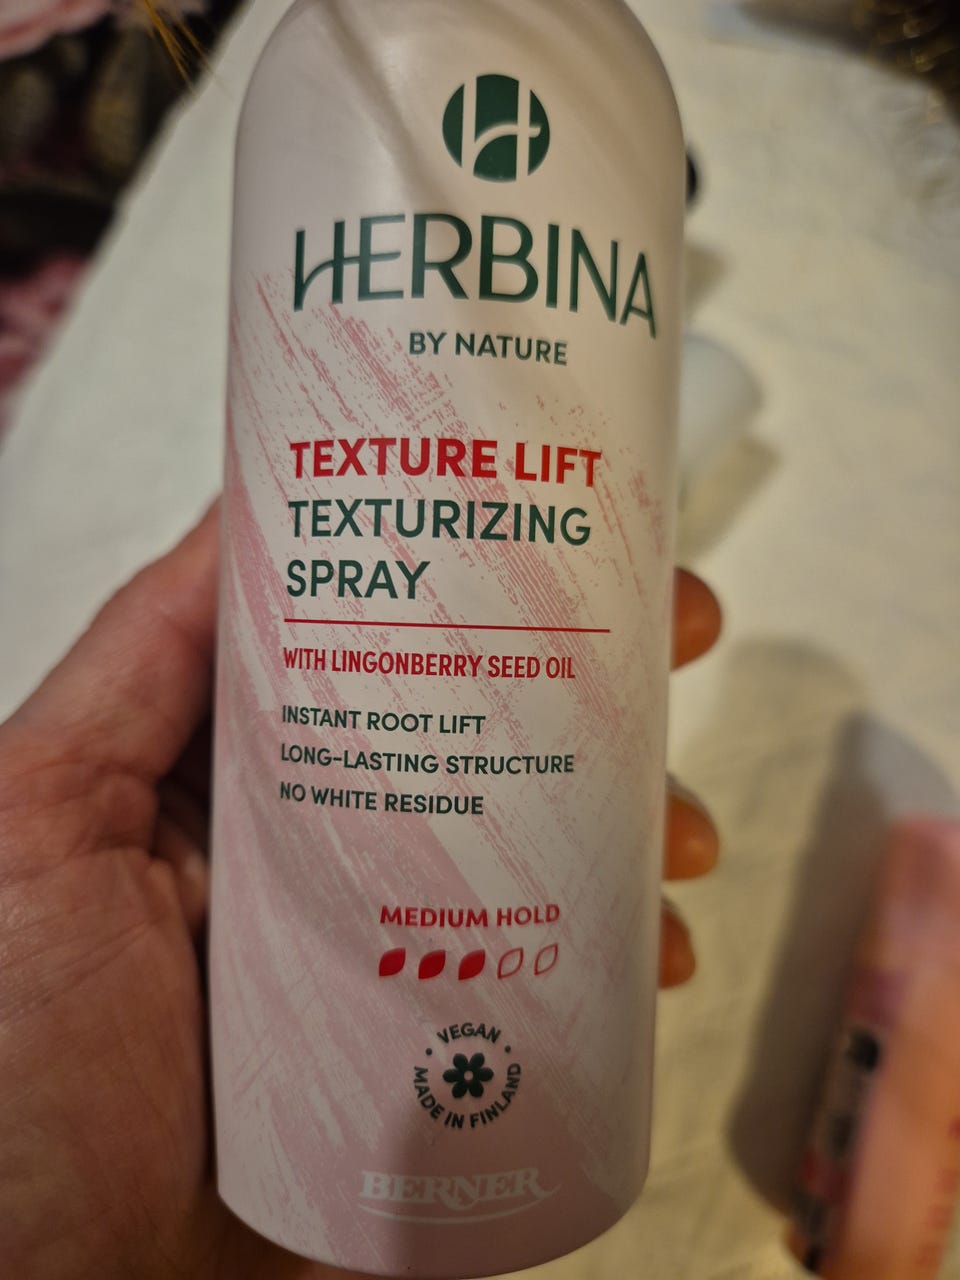 HERBINA
BY NATURE
TEXTURE LIFT
TEXTURIZING
SPRAY
WITH LINGONBERRY SEED OIL
INSTANT ROOT LIFT
LONG-LASTING STRUCTURE
NO WHITE RESIDUE
MEDIUM HOLD
VEGAN
MADE IN FINLAND
BERNER